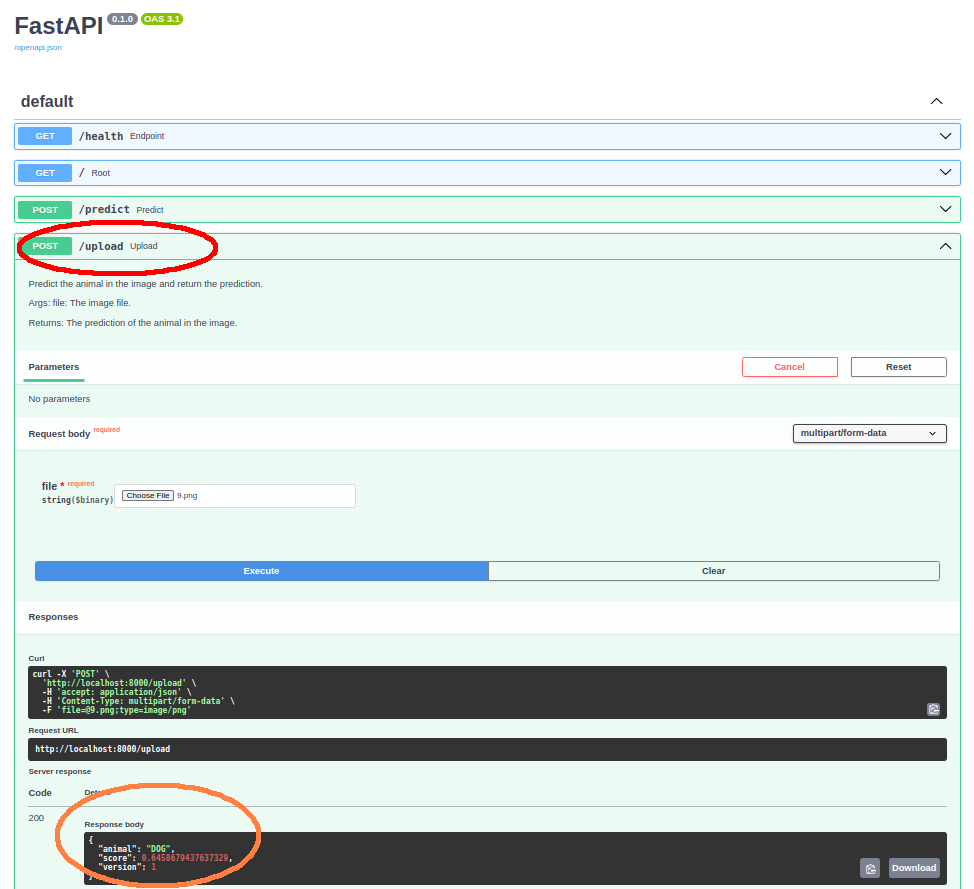 FastAPI 0.1.0 OAS 3.1
/openapi.json
default
GET /health Endpoint
GET / Root
POST /predict Predict
POST /upload Upload
Predict the animal in the image and return the prediction.
Args: file: The image file.
Returns: The prediction of the animal in the image.
Parameters Cancel Reset
No parameters
Request body required multipart/form-data
file * required
string($binary) Choose File 9.png
Execute Clear
Responses
Curl
curl -X 'POST' \
'http://localhost:8000/upload' \
-H 'accept: application/json' \
-H 'Content-Type: multipart/form-data' \
-F 'file=@9.png;type=image/png'
Request URL
http://localhost:8000/upload
Server response
Code Details
200
Response body
{
"animal": "DOG",
"score": 0.6458679437637329,
"version": 1
}
Download